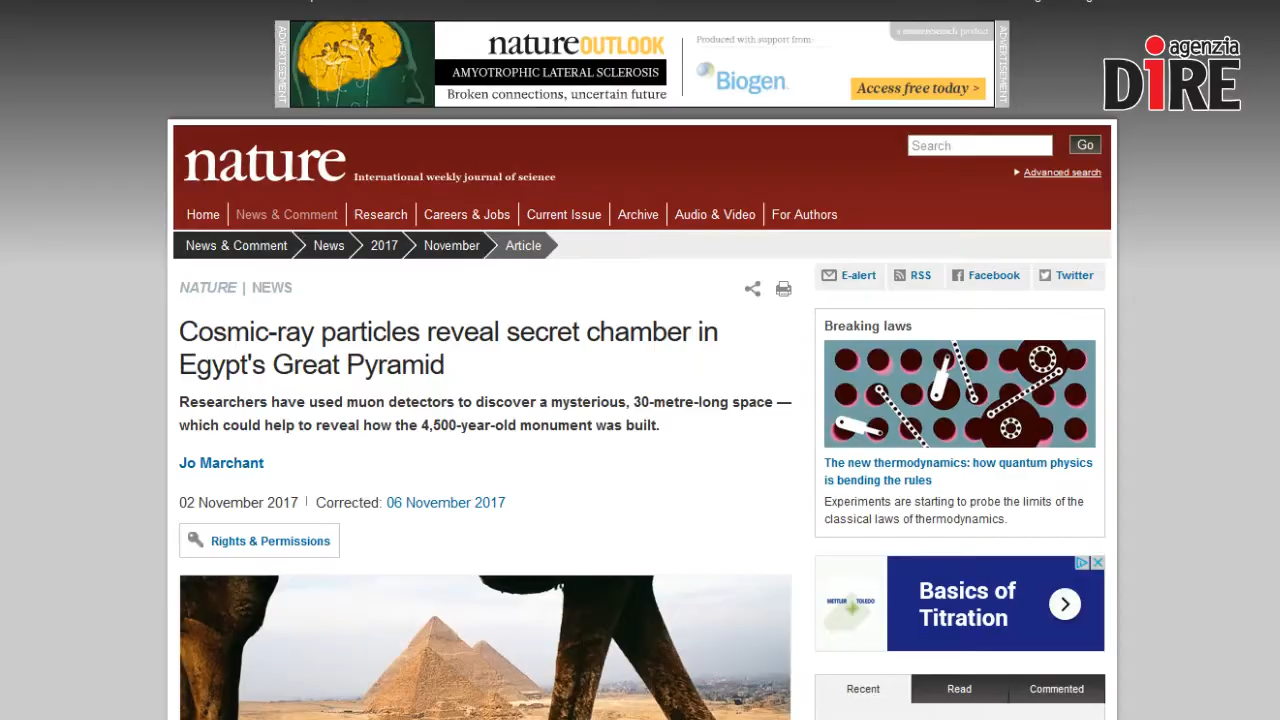 ADVERTISEMENT
natureOUTLOOK
AMYOTROPHIC LATERAL SCLEROSIS
Broken connections, uncertain future
Produced with support from:
Biogen
Access free today >
ADVERTISEMENT
agenzia
DiRE
nature International weekly journal of science
Search Go
Advanced search
Home News & Comment Research Careers & Jobs Current Issue Archive Audio & Video For Authors
News & Comment News 2017 November Article
E-alert RSS Facebook Twitter
NATURE | NEWS
Cosmic-ray particles reveal secret chamber in
Egypt's Great Pyramid
Researchers have used muon detectors to discover a mysterious, 30-metre-long space —
which could help to reveal how the 4,500-year-old monument was built.
Jo Marchant
02 November 2017 | Corrected: 06 November 2017
Rights & Permissions
Breaking laws
The new thermodynamics: how quantum physics
is bending the rules
Experiments are starting to probe the limits of the
classical laws of thermodynamics.
METTLER TOLEDO
Basics of
Titration
Recent Read Commented